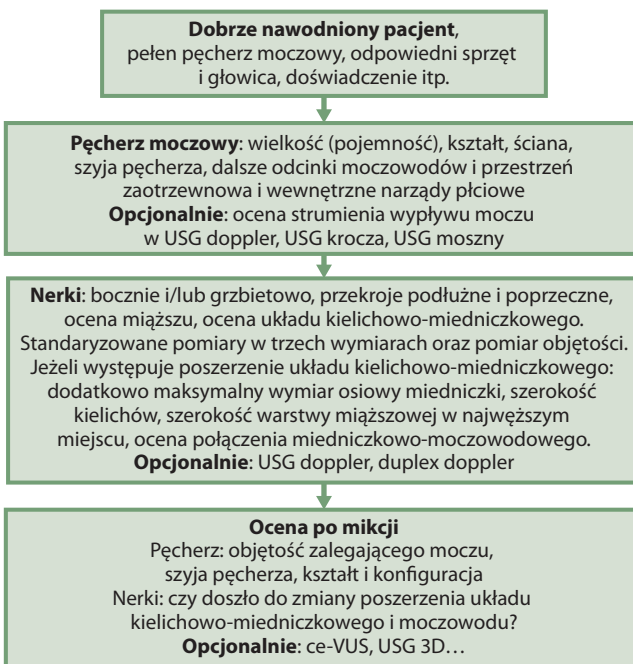 Dobrze nawodniony pacjent,
pełen pęcherz moczowy, odpowiedni sprzęt
i głowica, doświadczenie itp.
Pęcherz moczowy: wielkość (pojemność), kształt, ściana,
szyja pęcherza, dalsze odcinki moczowodów i przestrzeń
zaotrzewnowa i wewnętrzne narządy płciowe
Opcjonalnie: ocena strumienia wypływu moczu
w USG doppler, USG krocza, USG moszny
Nerki: bocznie i/lub grzbietowo, przekroje podłużne i poprzeczne,
ocena miąższu, ocena układu kielichowo-miedniczkowego.
Standaryzowane pomiary w trzech wymiarach oraz pomiar objętości.
Jeżeli występuje poszerzenie układu kielichowo-miedniczkowego:
dodatkowo maksymalny wymiar osiowy miedniczki, szerokość
kielichów, szerokość warstwy miąższowej w najwęższym
miejscu, ocena połączenia miedniczkowo-moczowodowego.
Opcjonalnie: USG doppler, duplex doppler
Ocena po mikcji
Pęcherz: objętość zalegającego moczu,
szyja pęcherza, kształt i konfiguracja
Nerki: czy doszło do zmiany poszerzenia układu
kielichowo-miedniczkowego i moczowodu?
Opcjonalnie: ce-VUS, USG 3D…